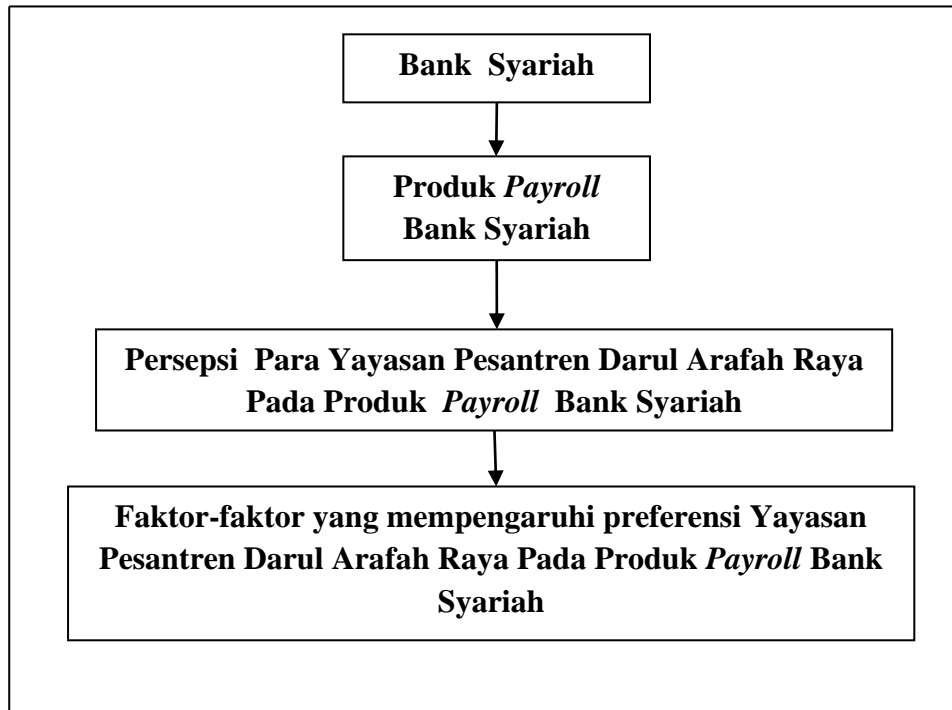 Bank Syariah
Produk Payroll
Bank Syariah
Persepsi Para Yayasan Pesantren Darul Arafah Raya
Pada Produk Payroll Bank Syariah
Faktor-faktor yang mempengaruhi preferensi Yayasan
Pesantren Darul Arafah Raya Pada Produk Payroll Bank
Syariah